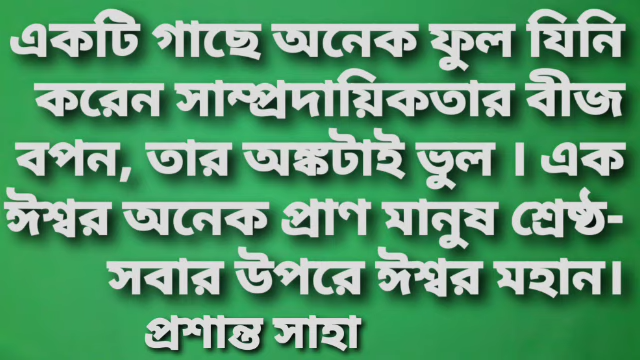 একটি গাছে অনেক ফুল যিনি
করেন সাম্প্রদায়িকতার বীজ
বপন, তার অঙ্কটাই ভুল । এক
ঈশ্বর অনেক প্রাণ মানুষ শ্রেষ্ঠ-
সবার উপরে ঈশ্বর মহান।
প্রশান্ত সাহা